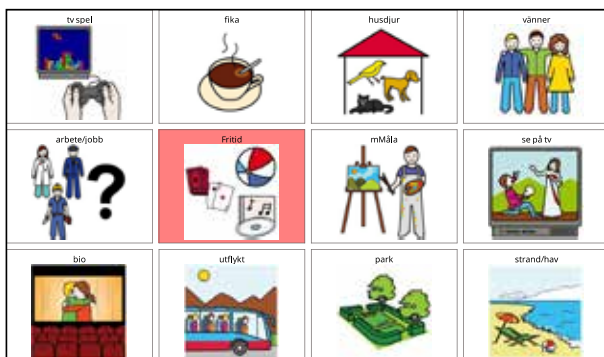 tv spel
fika
husdjur
vänner
arbete/jobb
Fritid
mMåla
se på tv
bio
utflykt
park
strand/hav